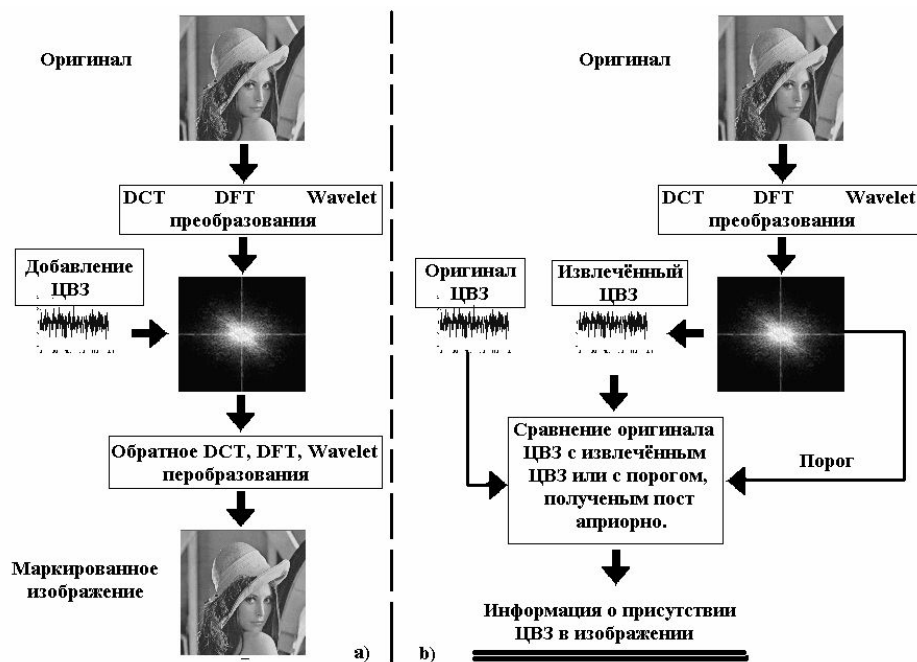 Оригинал
DCT DFT Wavelet
преобразования
Добавление
ЦВЗ
Обратное DCT, DFT, Wavelet
перобразования
Маркированное
изображение
a)
Оригинал
DCT DFT Wavelet
преобразования
Оригинал
ЦВЗ
Извлечённый
ЦВЗ
Сравнение оригинала
ЦВЗ с извлечённым
ЦВЗ или с порогом,
полученым пост
априорно.
Порог
Информация о присутствии
ЦВЗ в изображении
b)